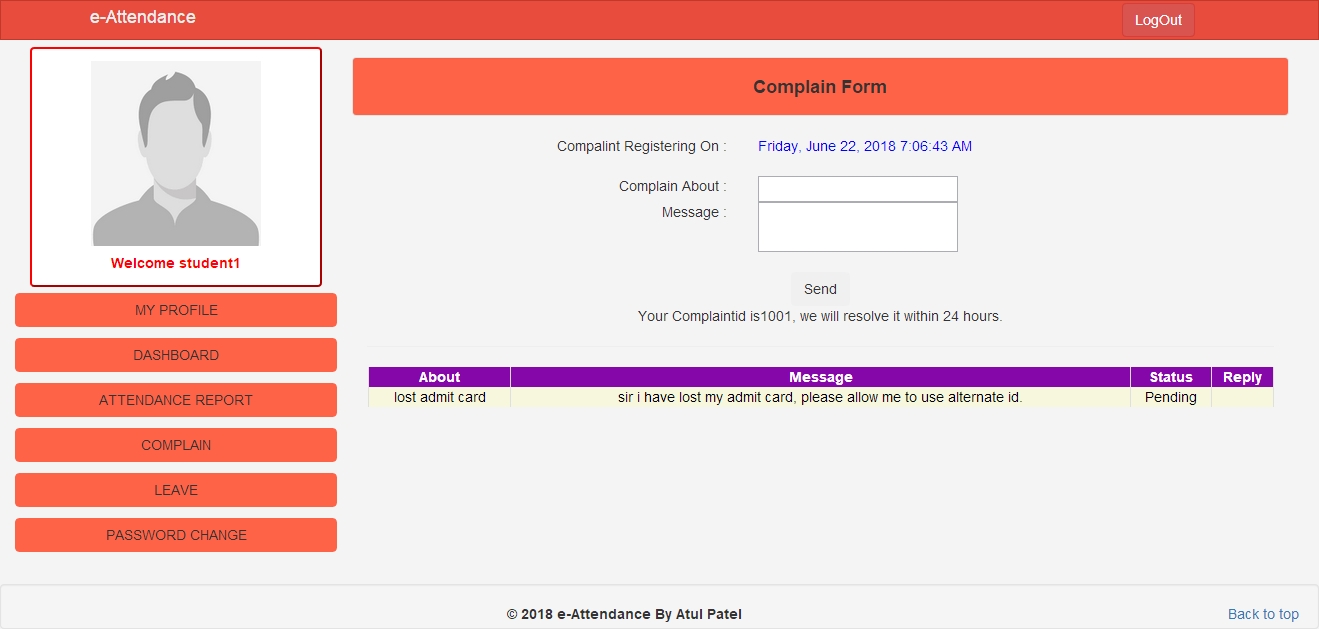 e-Attendance
LogOut
Welcome student1
MY PROFILE
DASHBOARD
ATTENDANCE REPORT
COMPLAIN
LEAVE
PASSWORD CHANGE
Complain Form
Compalint Registering On : Friday, June 22, 2018 7:06:43 AM
Complain About :
Message :
Send
Your Complaintid is1001, we will resolve it within 24 hours.
About Message Status Reply
lost admit card sir i have lost my admit card, please allow me to use alternate id. Pending
© 2018 e-Attendance By Atul Patel
Back to top